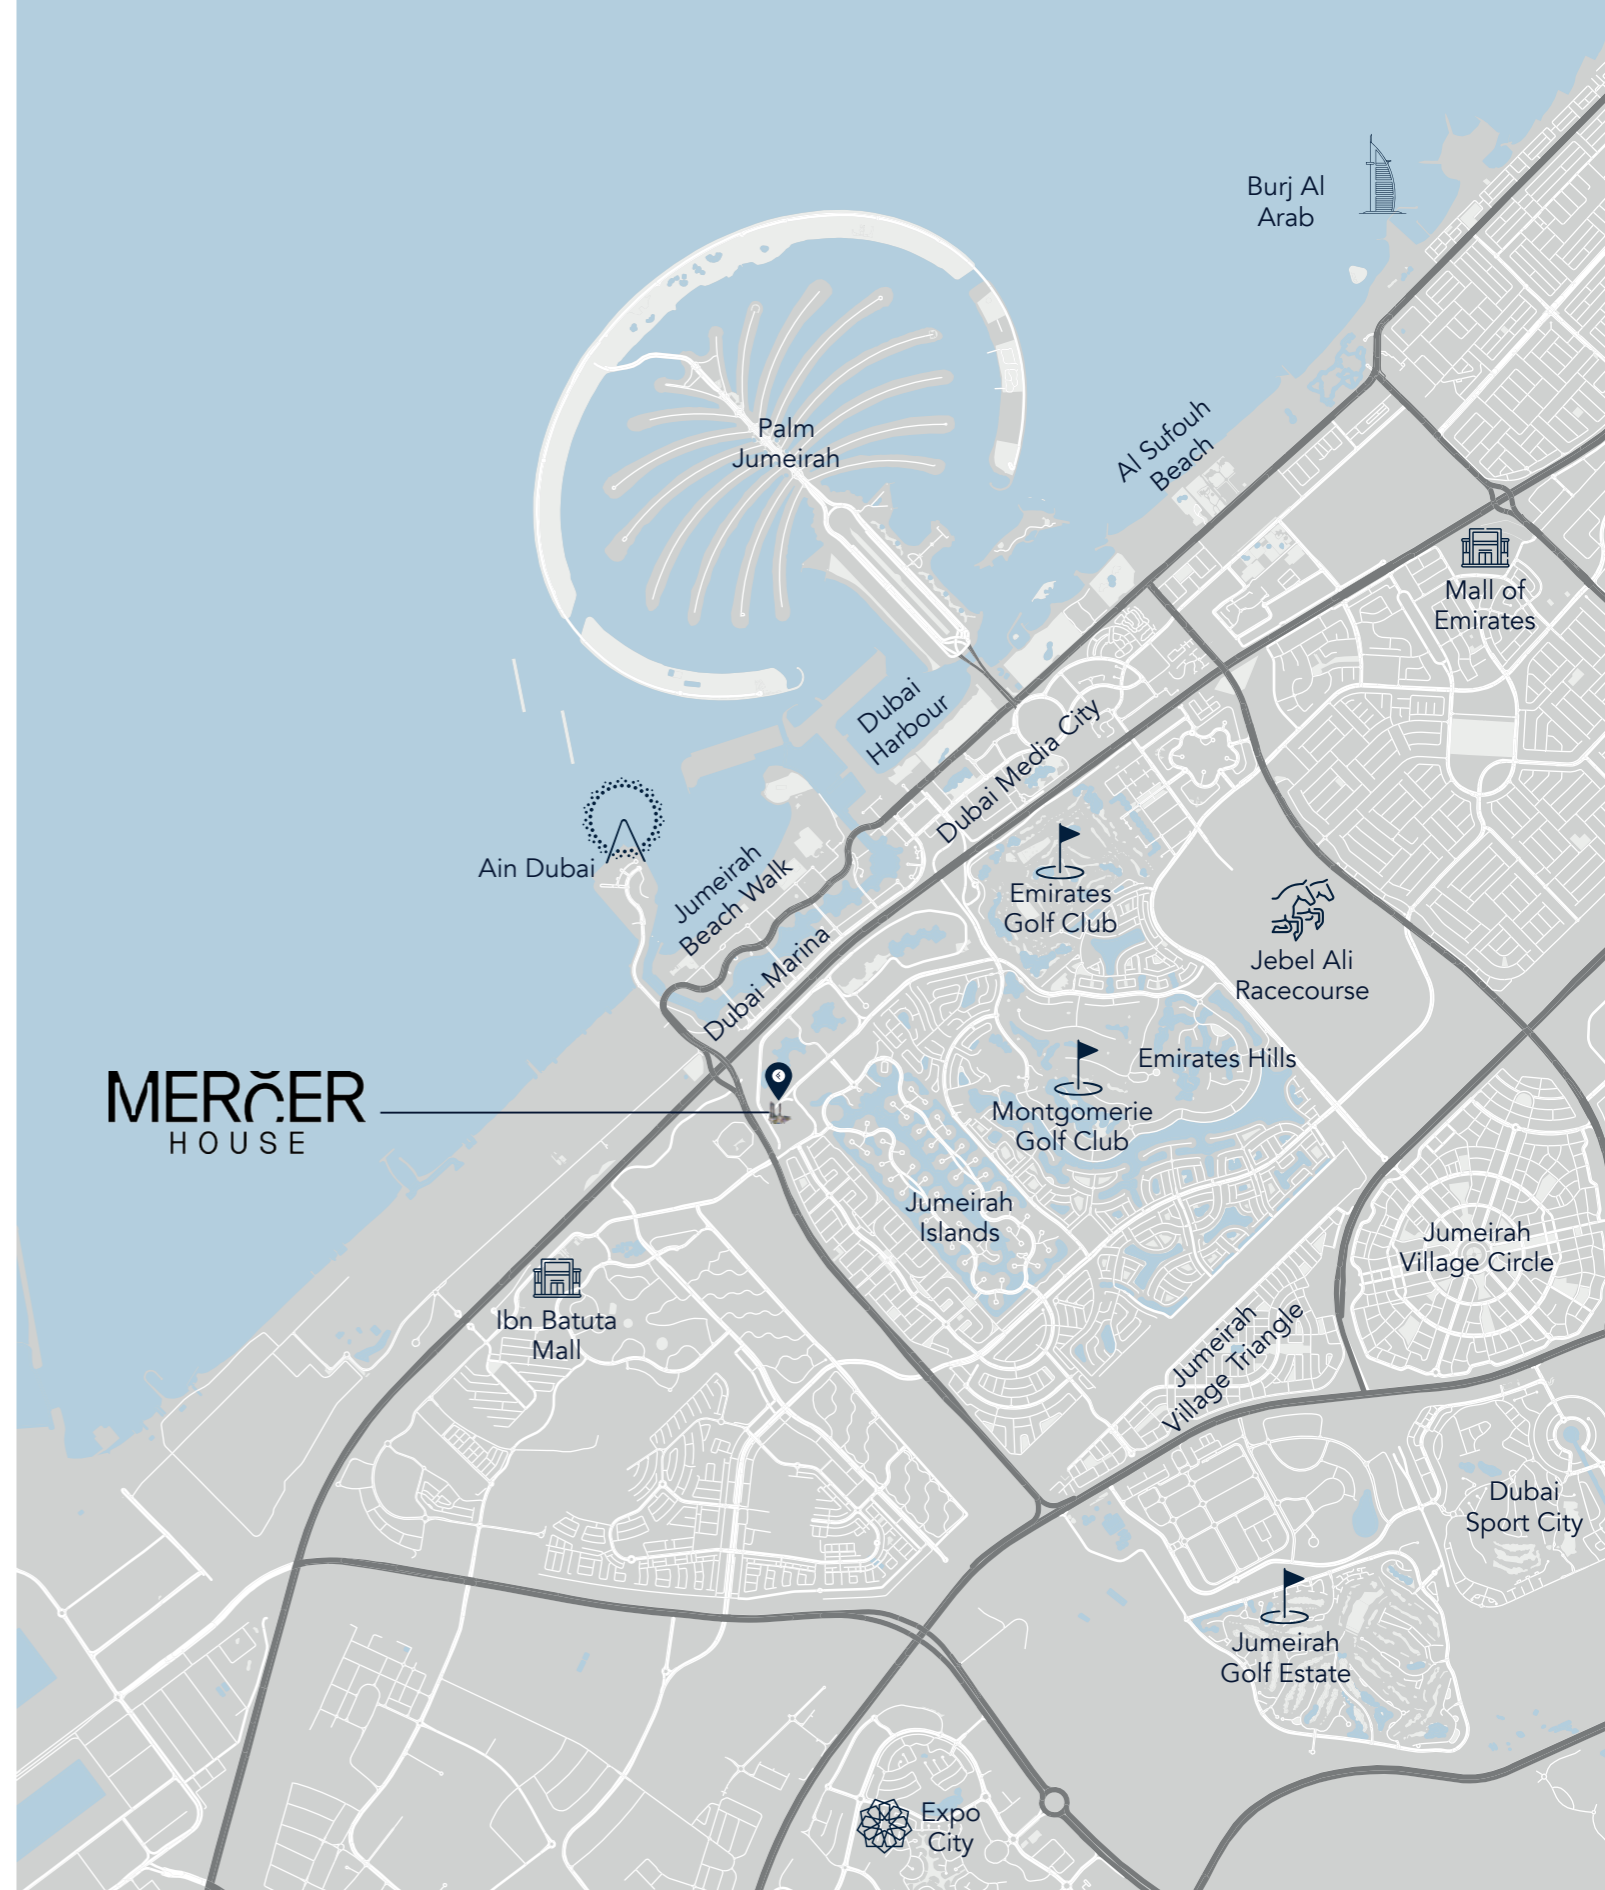 Burj Al
Arab
Palm
Jumeirah
Al Sufouh
Beach
Mall of
Emirates
Dubai
Harbour
Dubai Media City
Ain Dubai
Jumeirah
Beach Walk
Emirates
Golf Club
Dubai Marina
Jebel Ali
Racecourse
Emirates Hills
MERCER
HOUSE
Montgomerie
Golf Club
Jumeirah
Islands
Jumeirah
Village Circle
Ibn Batuta
Mall
Jumeirah
Village Triangle
Dubai
Sport City
Jumeirah
Golf Estate
Expo
City